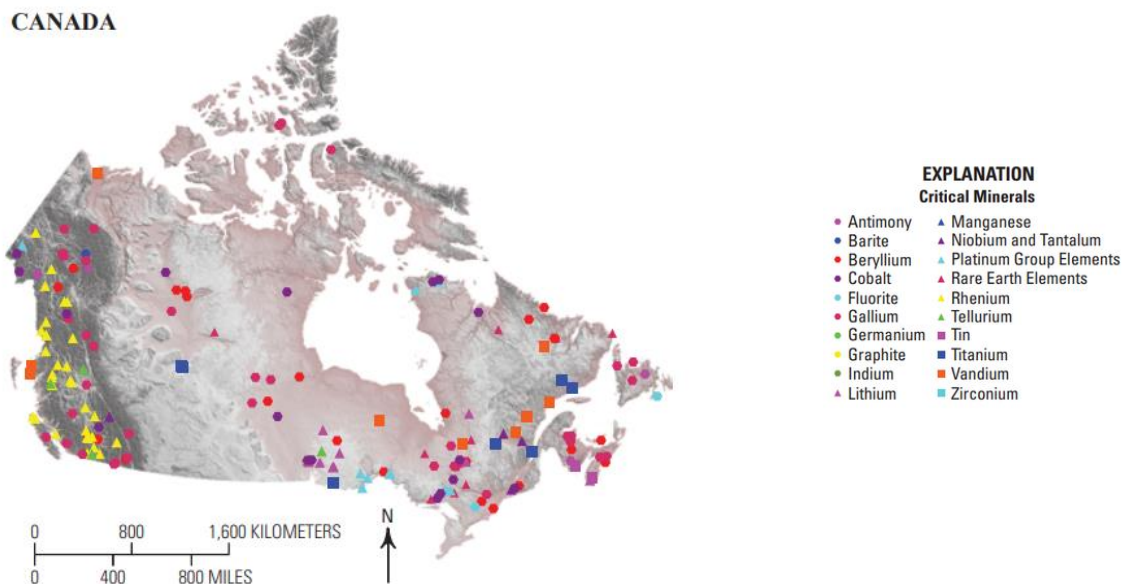 CANADA
EXPLANATION
Critical Minerals
Antimony
Barite
Beryllium
Cobalt
Fluorite
Gallium
Germanium
Graphite
Indium
Lithium
Manganese
Niobium and Tantalum
Platinum Group Elements
Rare Earth Elements
Rhenium
Tellurium
Tin
Titanium
Vandium
Zirconium
0 800 1,600 KILOMETERS
0 400 800 MILES
N